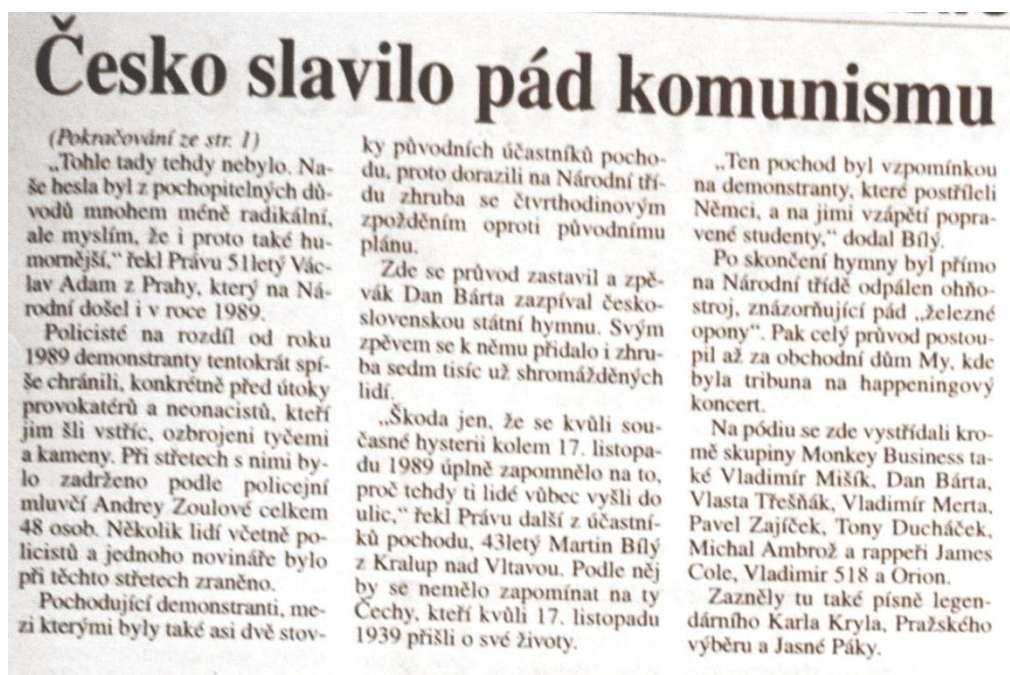 Česko slavilo pád komunismu
(Pokračování ze str. 1)
„Tohle tady tehdy nebylo. Na-
še hesla byl z pochopitelných dů-
vodů mnohem méně radikální,
ale myslím, že i proto také hu-
mornější,“ řekl Právu 51letý Vác-
lav Adam z Prahy, který na Ná-
rodní došel i v roce 1989.
Policisté na rozdíl od roku
1989 demonstranty tentokrát spí-
še chránili, konkrétně před útoky
provokatérů a neonacistů, kteří
jim šli vstříc, ozbrojeni tyčemi
a kameny. Při střetech s nimi by-
lo zadrženo podle policejní
mluvčí Andrey Zoulové celkem
48 osob. Několik lidí včetně po-
licistů a jednoho novináře bylo
při těchto střetech zraněno.
Pochodující demonstranti, me-
zi kterými byly také asi dvě stov-
ky původních účastníků pocho-
du, proto dorazili na Národní tří-
du zhruba se čtvrthodinovým
zpožděním oproti původnímu
plánu.
Zde se průvod zastavil a zpě-
vák Dan Bárta zazpíval česko-
slovenskou státní hymnu. Svým
zpěvem se k němu přidalo i zhru-
ba sedm tisíc už shromážděných
lidí.
„Škoda jen, že se kvůli sou-
časné hysterii kolem 17. listopa-
du 1989 úplně zapomnělo na to,
proč tehdy ti lidé vůbec vyšli do
ulic,“ řekl Právu další z účastní-
ků pochodu, 43letý Martin Bílý
z Kralup nad Vltavou. Podle něj
by se nemělo zapomínat na ty
Čechy, kteří kvůli 17. listopadu
1939 přišli o své životy.
„Ten pochod byl vzpomínkou
na demonstranty, které postříleli
Němci, a na jimi vzápětí popra-
vené studenty,“ dodal Bílý.
Po skončení hymny byl přímo
na Národní třídě odpálen ohňo-
stroj, znázorňující pád „železné
opony“. Pak celý průvod postou-
pil až za obchodní dům My, kde
byla tribuna na happeningový
koncert.
Na pódiu se zde vystřídali kro-
mě skupiny Monkey Business ta-
ké Vladimír Mišík, Dan Bárta,
Vlasta Třešňák, Vladimír Merta,
Pavel Zajíček, Tony Ducháček,
Michal Ambrož a rappeři James
Cole, Vladimir 518 a Orion.
Zazněly tu také písně legen-
dárního Karla Kryla, Pražského
výběru a Jasné Páky.